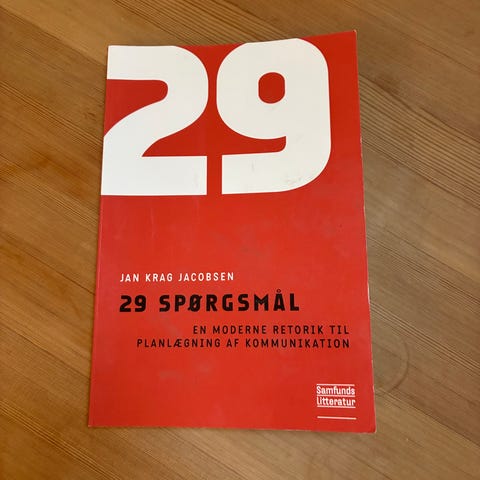 29
JAN KRAG JACOBSEN
29 SPØRGSMÅL
EN MODERNE RETORIK TIL
PLANLÆGNING AF KOMMUNIKATION
Samfunds
litteratur